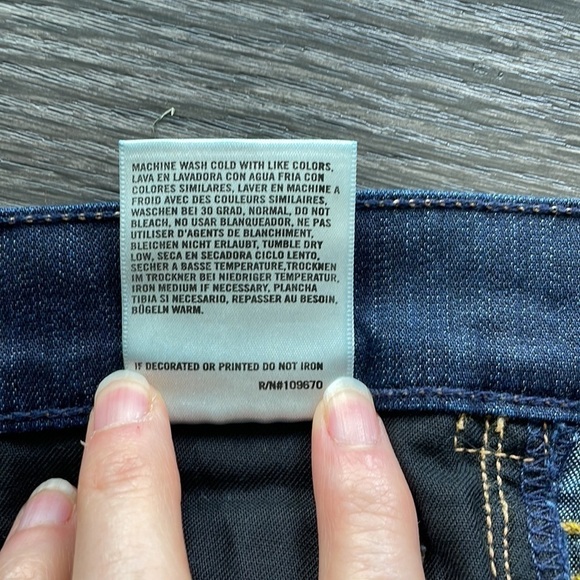 MACHINE WASH COLD WITH LIKE COLORS,
LAVA EN LAVADORA CON AGUA FRIA CON
COLORES SIMILARES, LAVER EN MACHINE A
FROID AVEC DES COULEURS SIMILAIRES,
WASCHEN BEI 30 GRAD, NORMAL, DO NOT
BLEACH, NO USAR BLANQUEADOR, NE PAS
UTILISER D'AGENTS DE BLANCHIMENT,
BLEICHEN NICHT ERLAUBT, TUMBLE DRY
LOW, SECA EN SECADORA CICLO LENTO,
SECHER A BASSE TEMPERATURE,TROCKNEN
IM TROCKNER BEI NIEDRIGER TEMPERATUR,
IRON MEDIUM IF NECESSARY, PLANCHA
TIBIA SI NECESARIO, REPASSER AU BESOIN,
BÜGELN WARM.
IF DECORATED OR PRINTED DO NOT IRON
R/N#109670